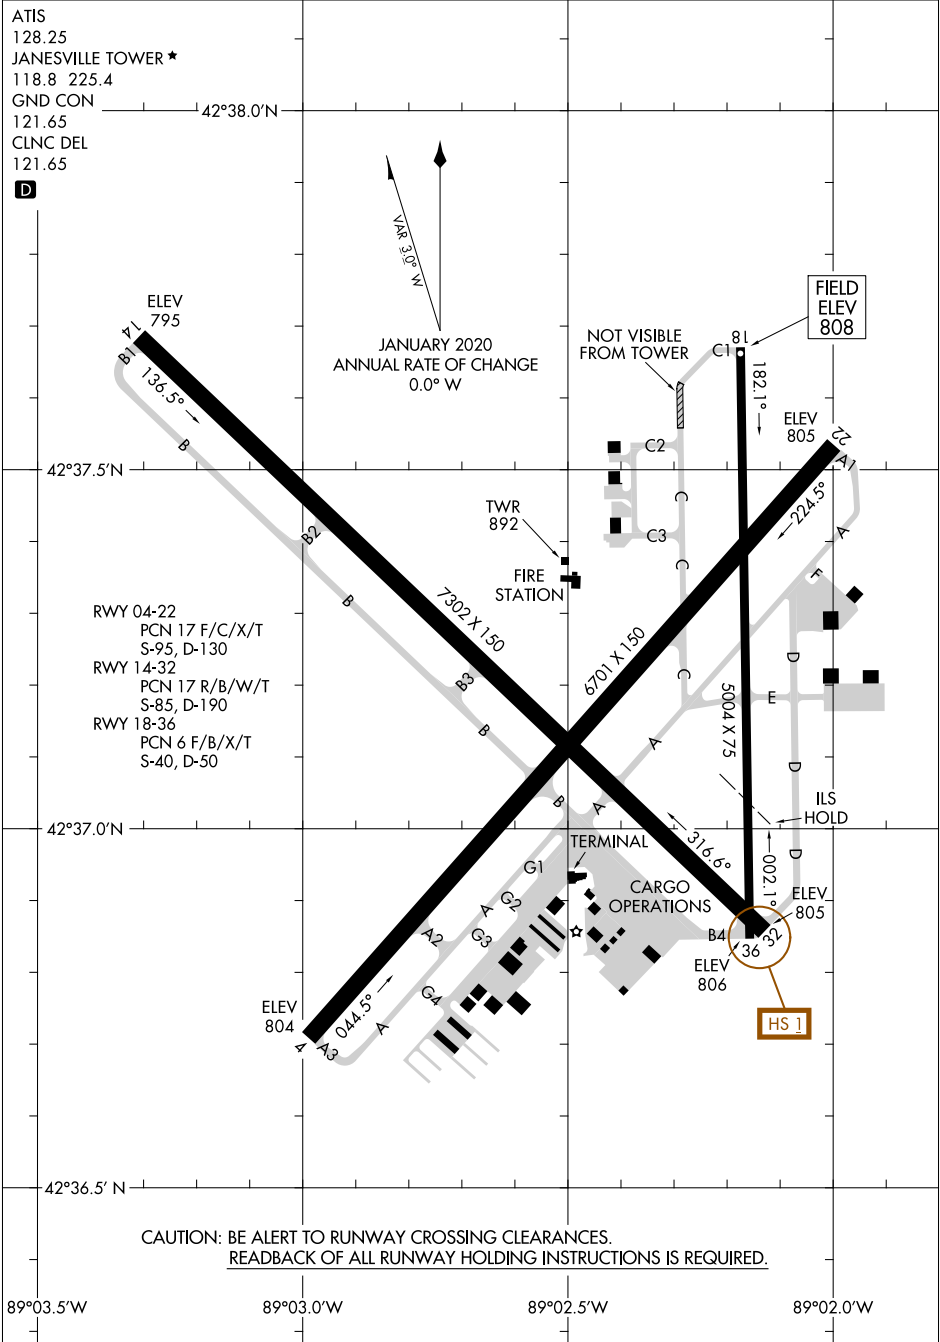 ATIS
128.25
JANESVILLE TOWER ★
118.8 225.4
GND CON
121.65
CLNC DEL
121.65
D
42°38.0'N
VAR 3.0° W
JANUARY 2020
ANNUAL RATE OF CHANGE
0.0° W
ELEV
795
14
B1
136.5°
B
FIELD
ELEV
808
NOT VISIBLE
FROM TOWER
18
C1
182.1°
ELEV
805
22
A1
224.5°
42°37.5'N
C2
C
C3
C
A
F
TWR
892
FIRE
STATION
B2
B
7302 X 150
6701 X 150
RWY 04-22
PCN 17 F/C/X/T
S-95, D-130
RWY 14-32
PCN 17 R/B/W/T
S-85, D-190
RWY 18-36
PCN 6 F/B/X/T
S-40, D-50
B3
B
C
D
E
5004 X 75
A
D
B
A
42°37.0'N
ILS
HOLD
316.6°
002.1°
D
TERMINAL
G1
G2
A
G3
A2
G4
CARGO
OPERATIONS
ELEV
805
B4
36
32
ELEV
806
HS 1
ELEV
804
044.5°
4
A3
A
42°36.5' N
CAUTION: BE ALERT TO RUNWAY CROSSING CLEARANCES.
READBACK OF ALL RUNWAY HOLDING INSTRUCTIONS IS REQUIRED.
89°03.5'W
89°03.0'W
89°02.5'W
89°02.0'W